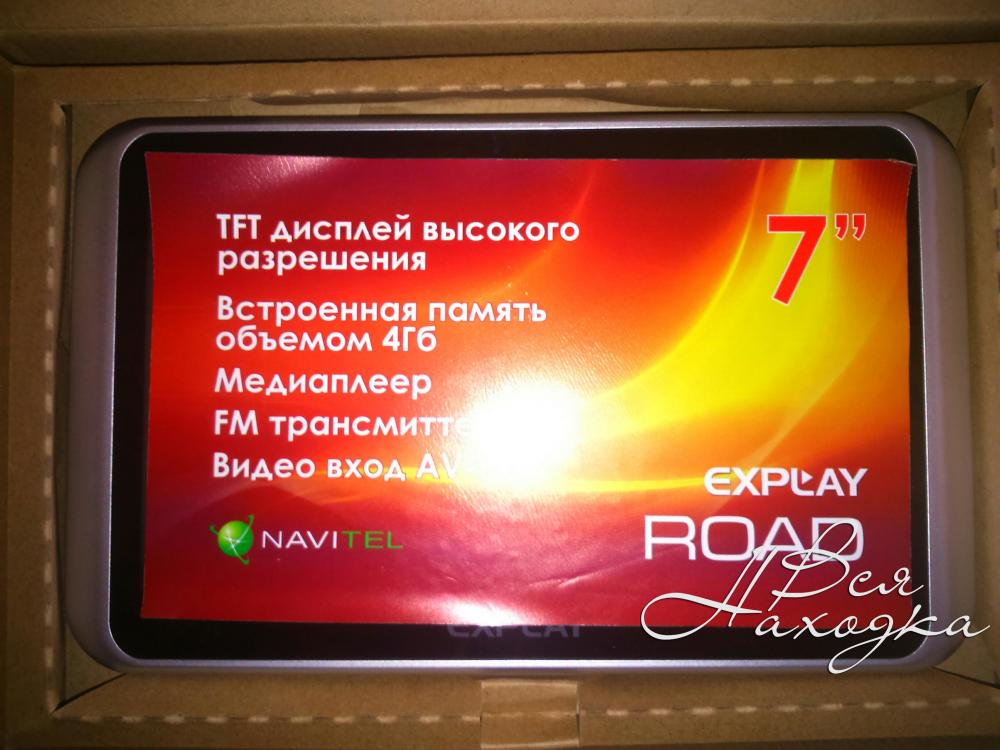 TFT дисплей высокого
разрешения
7”
Встроенная память
объемом 4Гб
Медиаплеер
FM
Видео вход AV
EXPLAY
ROAD
NAVITEL
EXPLAY
Вся
Находка